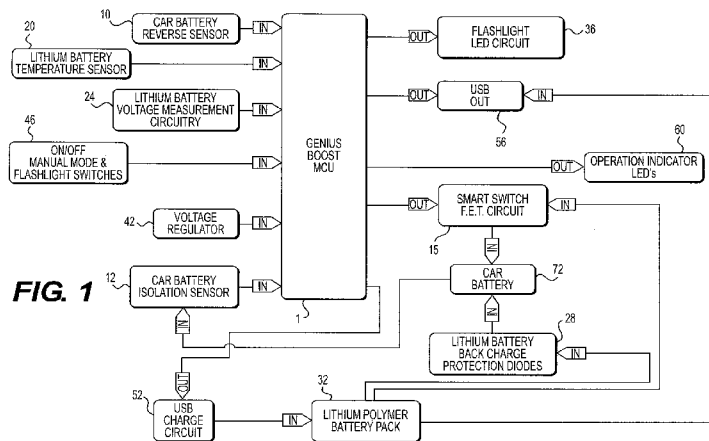 10
CAR BATTERY
REVERSE SENSOR
IN
20
LITHIUM BATTERY
TEMPERATURE SENSOR
IN
24
LITHIUM BATTERY
VOLTAGE MEASUREMENT
CIRCUITRY
IN
46
ON/OFF
MANUAL MODE &
FLASHLIGHT SWITCHES
IN
42
VOLTAGE
REGULATOR
IN
12
CAR BATTERY
ISOLATION SENSOR
IN
IN
FIG. 1
GENIUS
BOOST
MCU
1
OUT
FLASHLIGHT
LED CIRCUIT
36
OUT
USB
OUT
IN
56
60
OUT
OPERATION INDICATOR
LED's
OUT
SMART SWITCH
F.E.T. CIRCUIT
IN
15
IN
CAR
BATTERY
72
IN
28
LITHIUM BATTERY
BACK CHARGE
PROTECTION DIODES
IN
OUT
52
USB
CHARGE
CIRCUIT
IN
32
LITHIUM POLYMER
BATTERY PACK